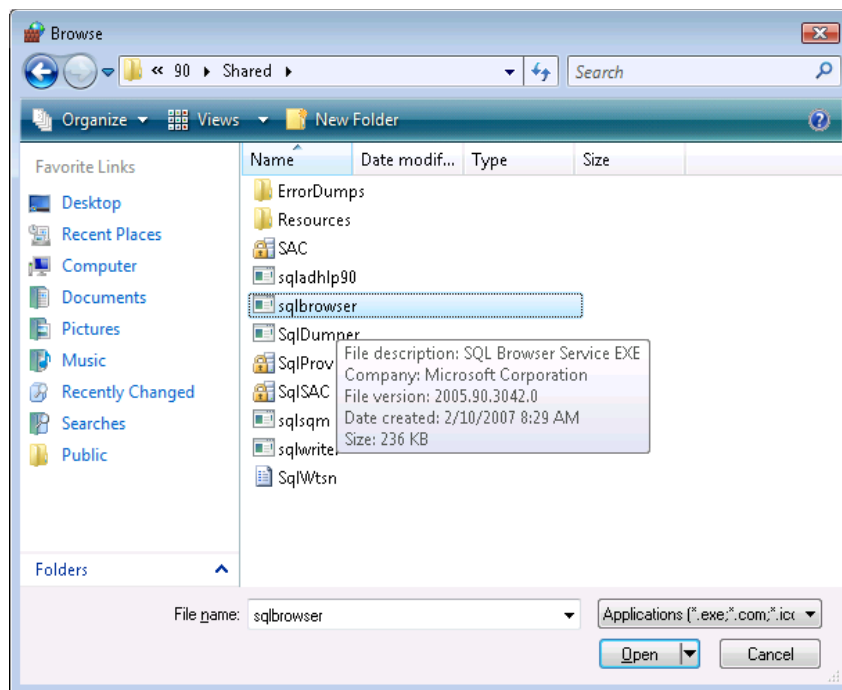 Browse
« 90 ▸ Shared ▸ Search
Organize Views New Folder
Favorite Links
Desktop
Recent Places
Computer
Documents
Pictures
Music
Recently Changed
Searches
Public
Folders
Name Date modif... Type Size
ErrorDumps
Resources
SAC
sqladhlp90
sqlbrowser
SqlDumper
SqlProv
SqlSAC
sqlsqm
sqlwriter
SqlWtsn
File description: SQL Browser Service EXE
Company: Microsoft Corporation
File version: 2005.90.3042.0
Date created: 2/10/2007 8:29 AM
Size: 236 KB
File name: sqlbrowser Applications (*.exe;*.com;*.icc
Open Cancel